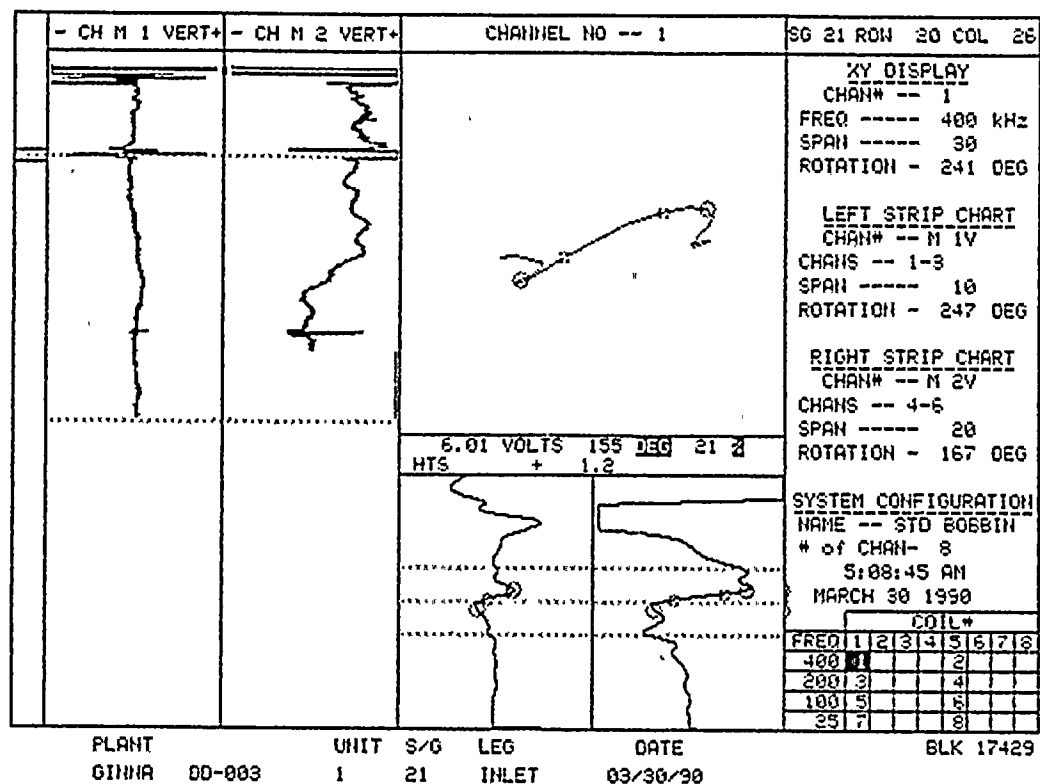 - CH M 1 VERT+
- CH M 2 VERT+
CHANNEL NO -- 1
SG 21 ROW 20 COL 26
XY DISPLAY
CHAN# -- 1
FREQ ----- 400 kHz
SPAN ----- 30
ROTATION - 241 DEG
LEFT STRIP CHART
CHAN# -- M 1V
CHANS -- 1-3
SPAN ----- 10
ROTATION - 247 DEG
RIGHT STRIP CHART
CHAN# -- M 2V
CHANS -- 4-6
SPAN ----- 20
ROTATION - 167 DEG
6.01 VOLTS 155 DEG 21 %
HTS + 1.2
SYSTEM CONFIGURATION
NAME -- STD BOBBIN
# of CHAN- 8
5:08:45 AM
MARCH 30 1990
COIL#
FREQ 1 2 3 4 5 6 7 8
400 1 2
200 3 4
100 5 6
25 7 8
PLANT UNIT S/G LEG DATE BLK 17429
GINNA DD-003 1 21 INLET 03/30/90